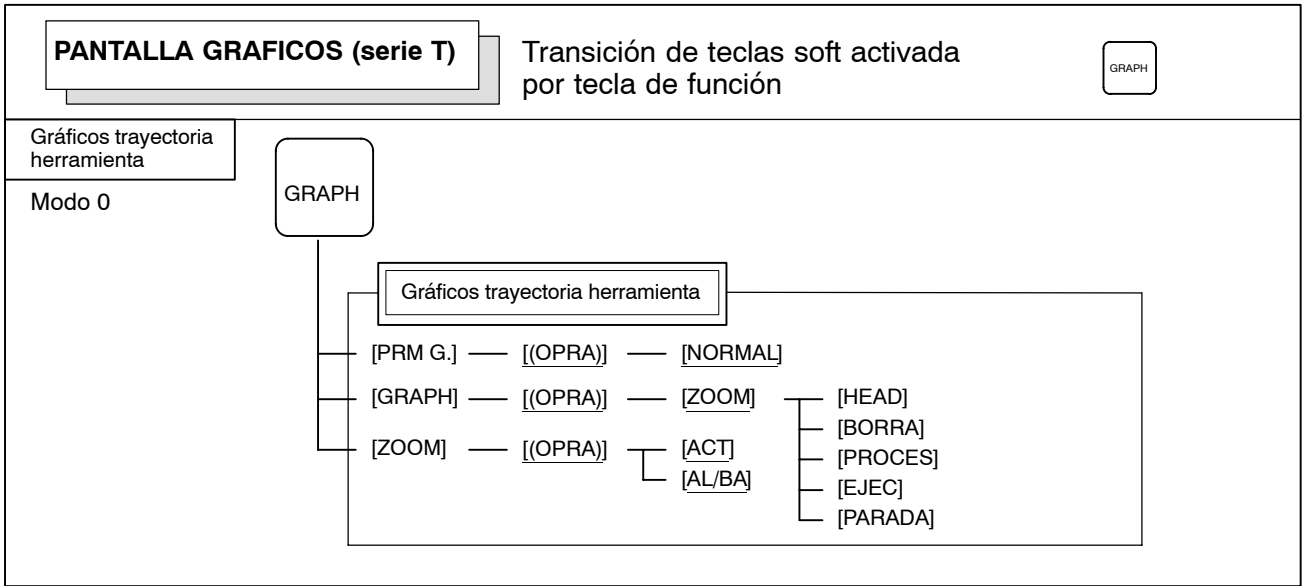 PANTALLA GRAFICOS (serie T)
Transición de teclas soft activada
por tecla de función
GRAPH
Gráficos trayectoria
herramienta
Modo 0
GRAPH
Gráficos trayectoria herramienta
[PRM G.] [(OPRA)] [NORMAL]
[GRAPH] [(OPRA)] [ZOOM] [HEAD]
[BORRA]
[ZOOM] [(OPRA)] [ACT] [PROCES]
[AL/BA] [EJEC]
[PARADA]